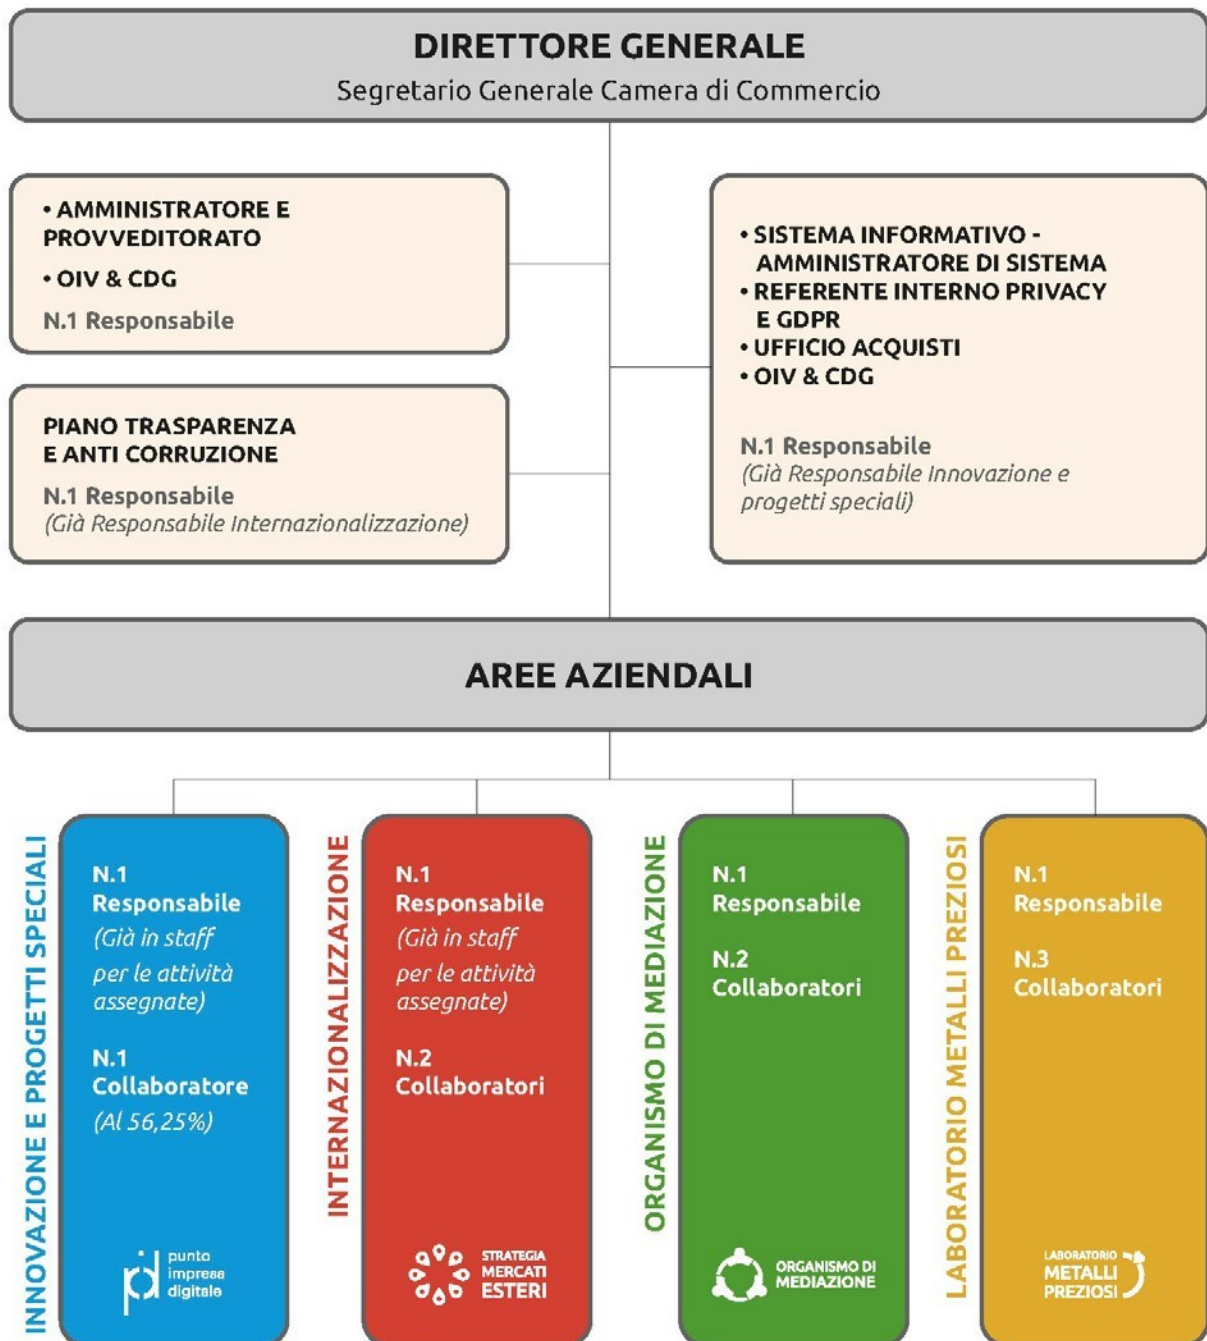 DIRETTORE GENERALE
Segretario Generale Camera di Commercio
• AMMINISTRATORE E
PROVVEDITORATO
• OIV & CDG
N.1 Responsabile
PIANO TRASPARENZA
E ANTI CORRUZIONE
N.1 Responsabile
(Già Responsabile Internazionalizzazione)
• SISTEMA INFORMATIVO -
AMMINISTRATORE DI SISTEMA
• REFERENTE INTERNO PRIVACY
E GDPR
• UFFICIO ACQUISTI
• OIV & CDG
N.1 Responsabile
(Già Responsabile Innovazione e
progetti speciali)
AREE AZIENDALI
INNOVAZIONE E PROGETTI SPECIALI
N.1
Responsabile
(Già in staff
per le attività
assegnate)
N.1
Collaboratore
(Al 56,25%)
pid
punto
impresa
digitale
INTERNAZIONALIZZAZIONE
N.1
Responsabile
(Già in staff
per le attività
assegnate)
N.2
Collaboratori
STRATEGIA
MERCATI
ESTERI
ORGANISMO DI MEDIAZIONE
N.1
Responsabile
N.2
Collaboratori
ORGANISMO DI
MEDIAZIONE
LABORATORIO METALLI PREZIOSI
N.1
Responsabile
N.3
Collaboratori
LABORATORIO
METALLI
PREZIOSI